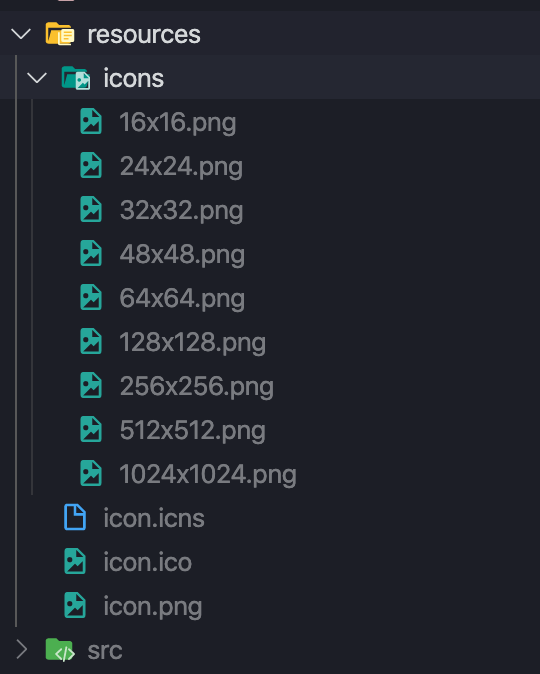 resources
icons
16x16.png
24x24.png
32x32.png
48x48.png
64x64.png
128x128.png
256x256.png
512x512.png
1024x1024.png
icon.icns
icon.ico
icon.png
src